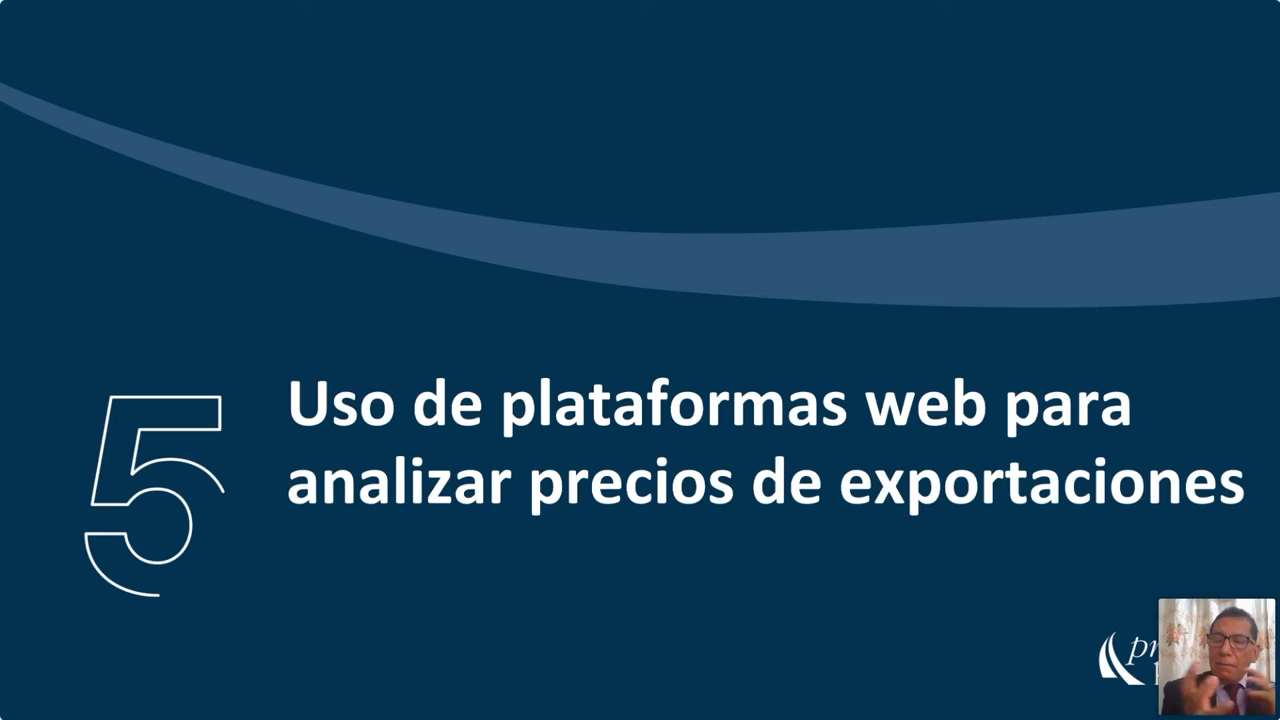 5
Uso de plataformas web para
analizar precios de exportaciones